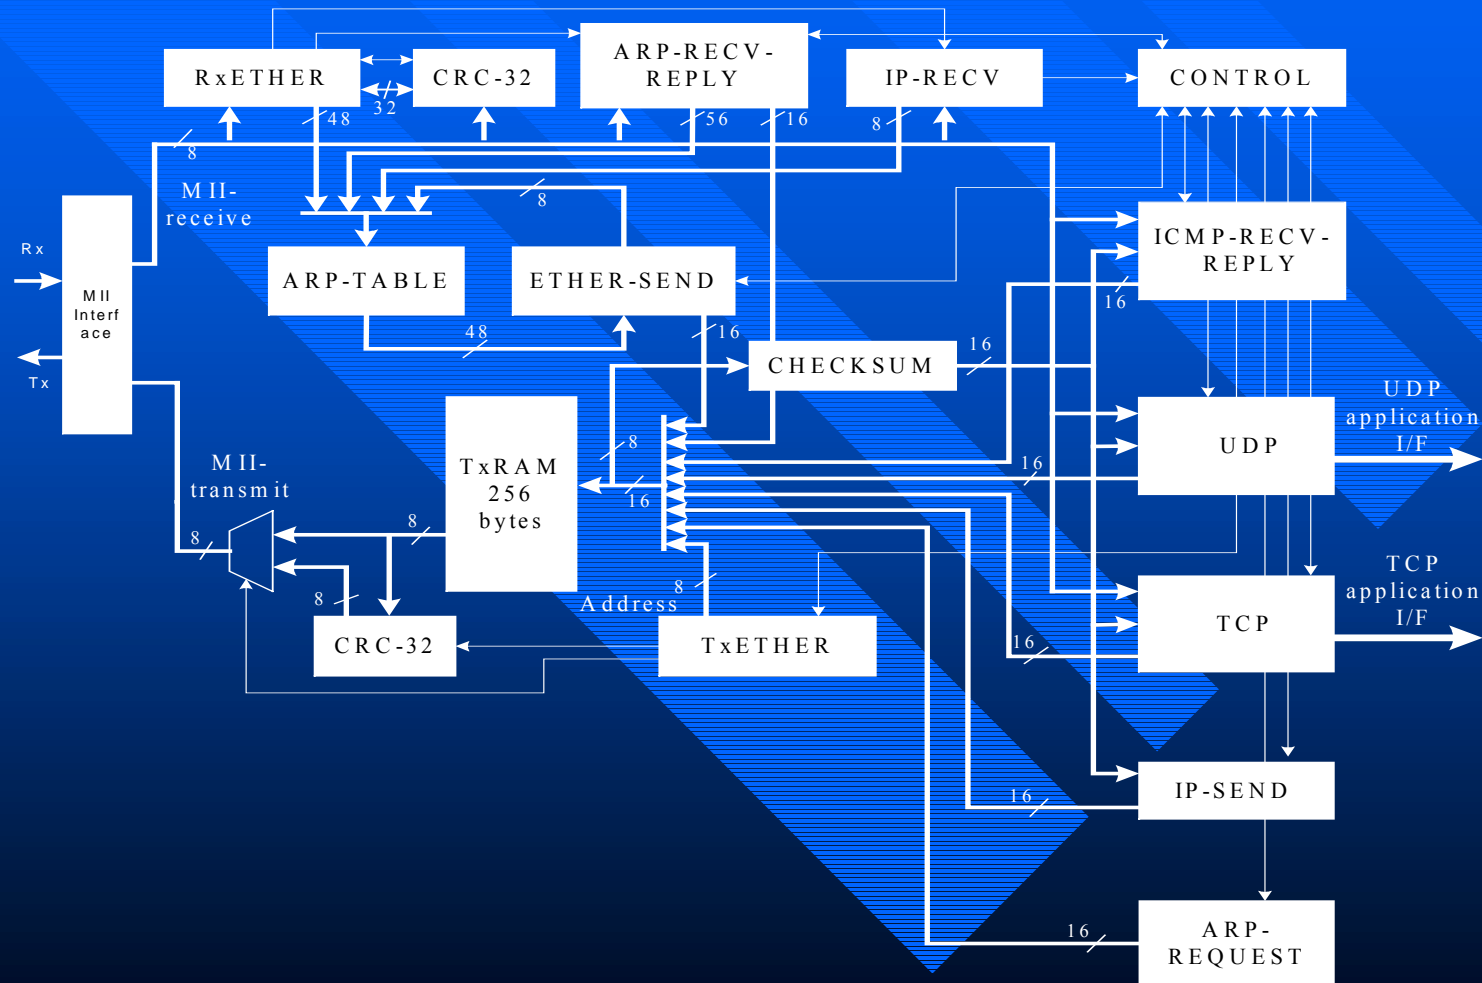 ARP-RECV-
REPLY
RxETHER
CRC-32
IP-RECV
CONTROL
32
48
56
16
8
8
MII-
receive
8
Rx
MII
Interf
ace
Tx
ARP-TABLE
ETHER-SEND
ICMP-RECV-
REPLY
16
48
16
CHECKSUM
16
UDP
application
I/F
UDP
8
16
16
TxRAM
256
bytes
MII-
transmit
8
8
8
8
Address
CRC-32
TxETHER
TCP
application
I/F
TCP
16
IP-SEND
16
ARP-
REQUEST
16